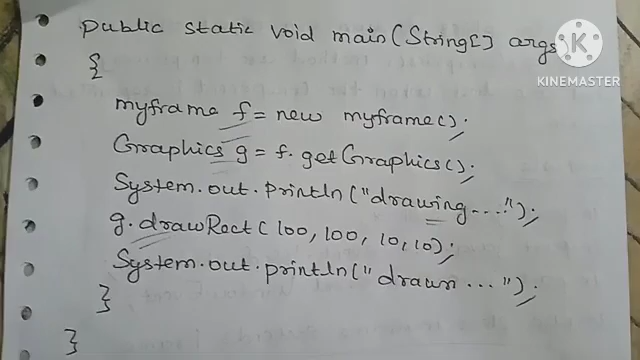 public static void main(String[] args)
{
myframe f = new myframe();
Graphics g = f.getGraphics();
System.out.println("drawing....");
g.drawRect(100, 100, 10, 10);
System.out.println("drawn ...");
}
}
KINEMASTER